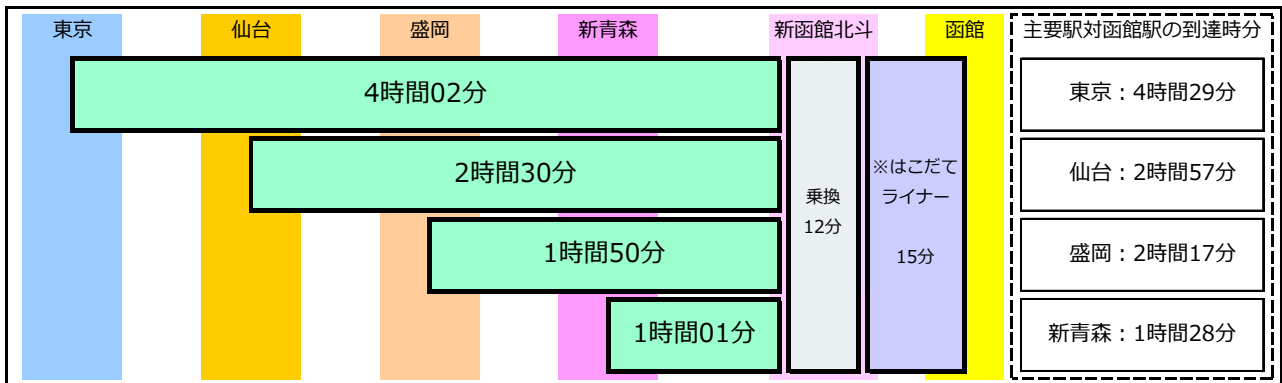 東京 仙台 盛岡 新青森 新函館北斗 函館 主要駅対函館駅の到達時分
4時間02分 東京：4時間29分
2時間30分 仙台：2時間57分
※はこだて
ライナー
乗換
12分
15分
1時間50分 盛岡：2時間17分
1時間01分 新青森：1時間28分